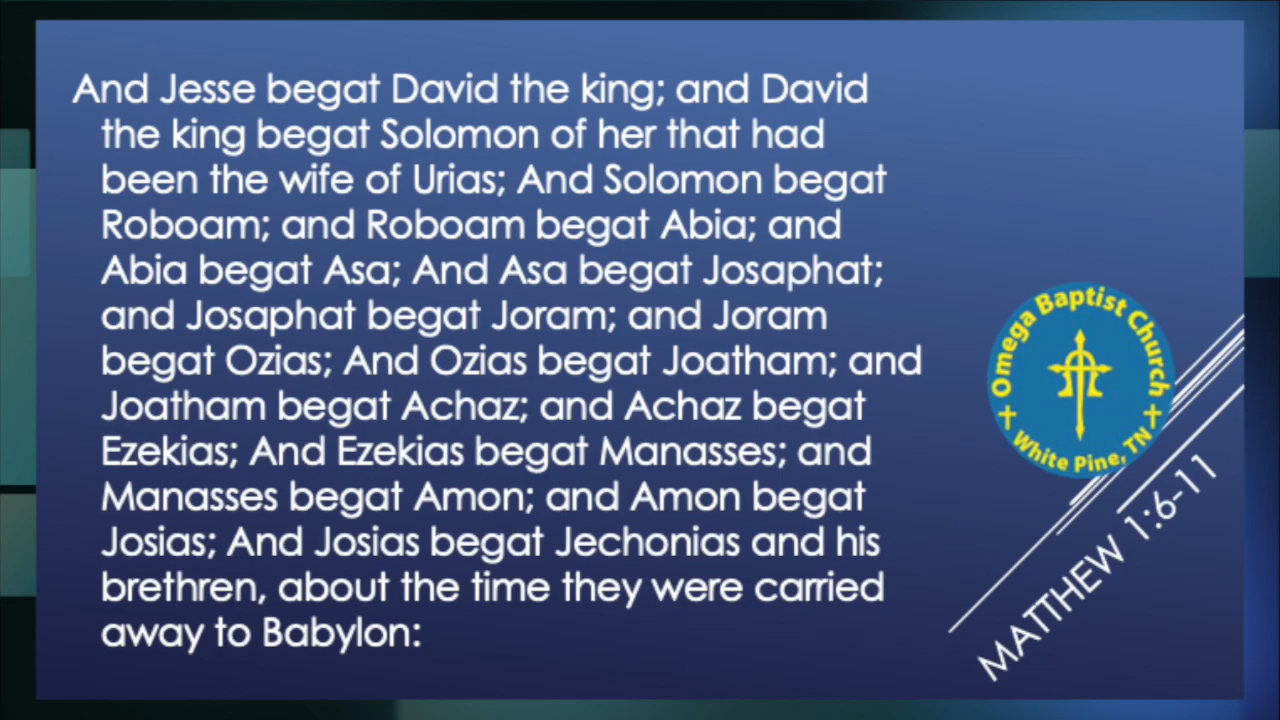 And Jesse begat David the king; and David
the king begat Solomon of her that had
been the wife of Urias; And Solomon begat
Roboam; and Roboam begat Abia; and
Abia begat Asa; And Asa begat Josaphat;
and Josaphat begat Joram; and Joram
begat Ozias; And Ozias begat Joatham; and
Joatham begat Achaz; and Achaz begat
Ezekias; And Ezekias begat Manasses; and
Manasses begat Amon; and Amon begat
Josias; And Josias begat Jechonias and his
brethren, about the time they were carried
away to Babylon:
Omega Baptist Church
White Pine, TN
MATTHEW 1:6-11